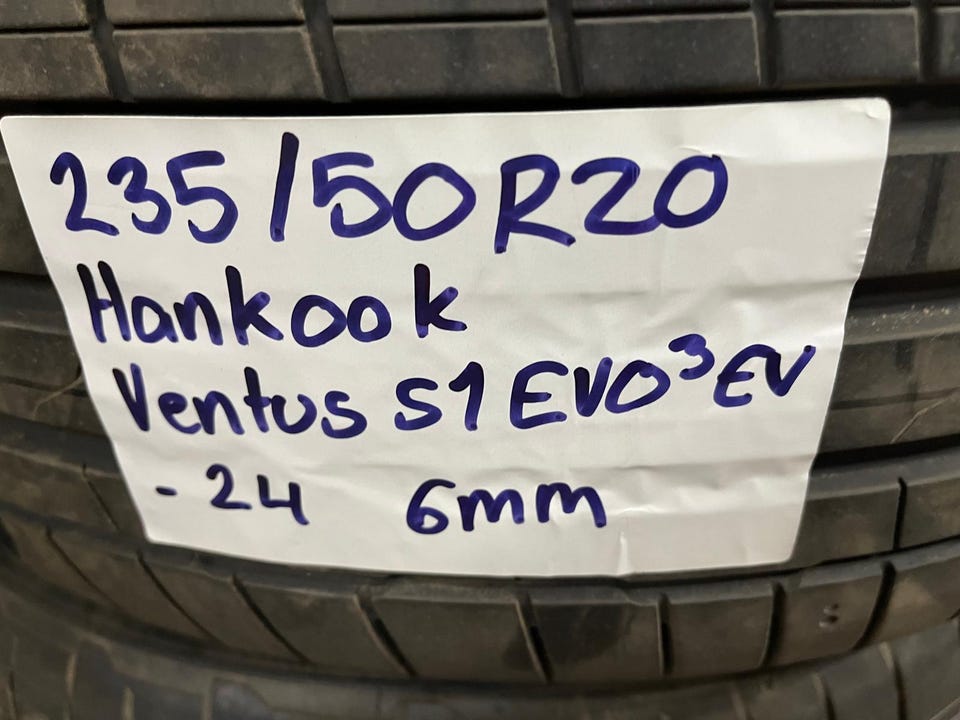 235/50R20
Hankook
Ventus S1 EVO³ EV
-24 6mm